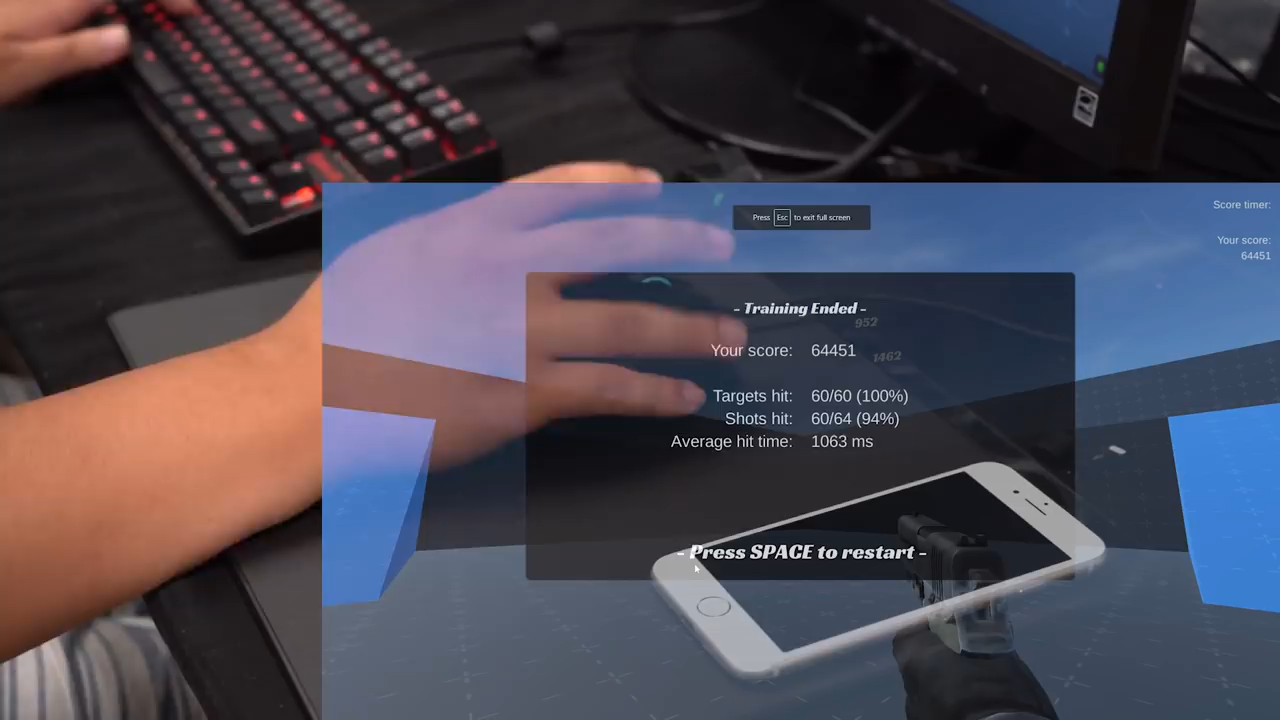 Press Esc to exit full screen
Score timer:
Your score:
64451
- Training Ended -
952
Your score: 64451
1462
Targets hit: 60/60 (100%)
Shots hit: 60/64 (94%)
Average hit time: 1063 ms
- Press SPACE to restart -